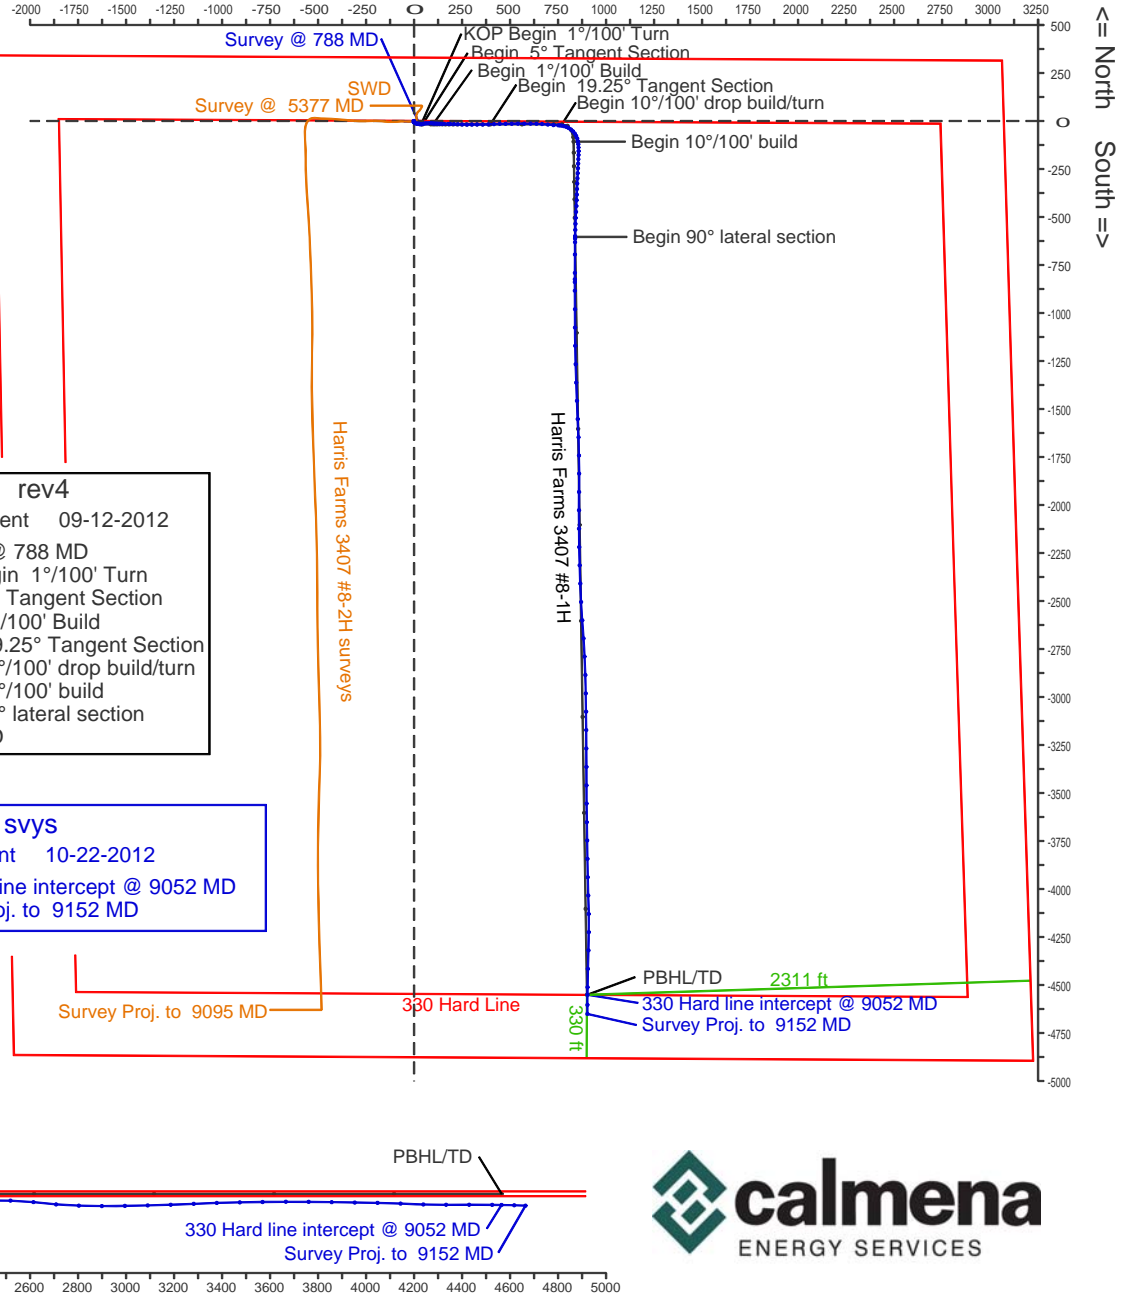 -2000 -1750 -1500 -1250 -1000 -750 -500 -250 0 250 500 750 1000 1250 1500 1750 2000 2250 2500 2750 3000 3250
<= North South =>
500
250
0
-250
-500
-750
-1000
-1250
-1500
-1750
-2000
-2250
-2500
-2750
-3000
-3250
-3500
-3750
-4000
-4250
-4500
-4750
-5000
Survey @ 788 MD
KOP Begin 1°/100' Turn
Begin 5° Tangent Section
Begin 1°/100' Build
Begin 19.25° Tangent Section
Begin 10°/100' drop build/turn
SWD
Survey @ 5377 MD
Begin 10°/100' build
Begin 90° lateral section
Harris Farms 3407 #8-2H surveys
Harris Farms 3407 #8-1H
rev4
ent 09-12-2012
@ 788 MD
gin 1°/100' Turn
Tangent Section
/100' Build
9.25° Tangent Section
°/100' drop build/turn
°/100' build
° lateral section
svys
nt 10-22-2012
ine intercept @ 9052 MD
oj. to 9152 MD
PBHL/TD
2311 ft
330 Hard Line
330 Hard line intercept @ 9052 MD
Survey Proj. to 9095 MD
330 ft
Survey Proj. to 9152 MD
PBHL/TD
330 Hard line intercept @ 9052 MD
Survey Proj. to 9152 MD
2600 2800 3000 3200 3400 3600 3800 4000 4200 4400 4600 4800 5000
calmena
ENERGY SERVICES